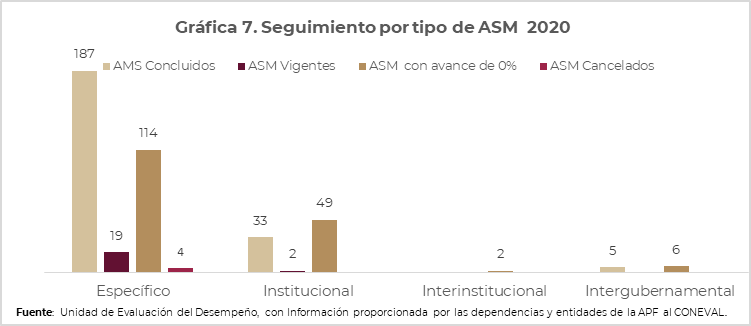 Gráfica 7. Seguimiento por tipo de ASM 2020
AMS Concluidos ASM Vigentes ASM con avance de 0% ASM Cancelados
187
19
114
4
33
2
49
2
5
6
Específico Institucional Interinstitucional Intergubernamental
Fuente: Unidad de Evaluación del Desempeño, con Información proporcionada por las dependencias y entidades de la APF al CONEVAL.